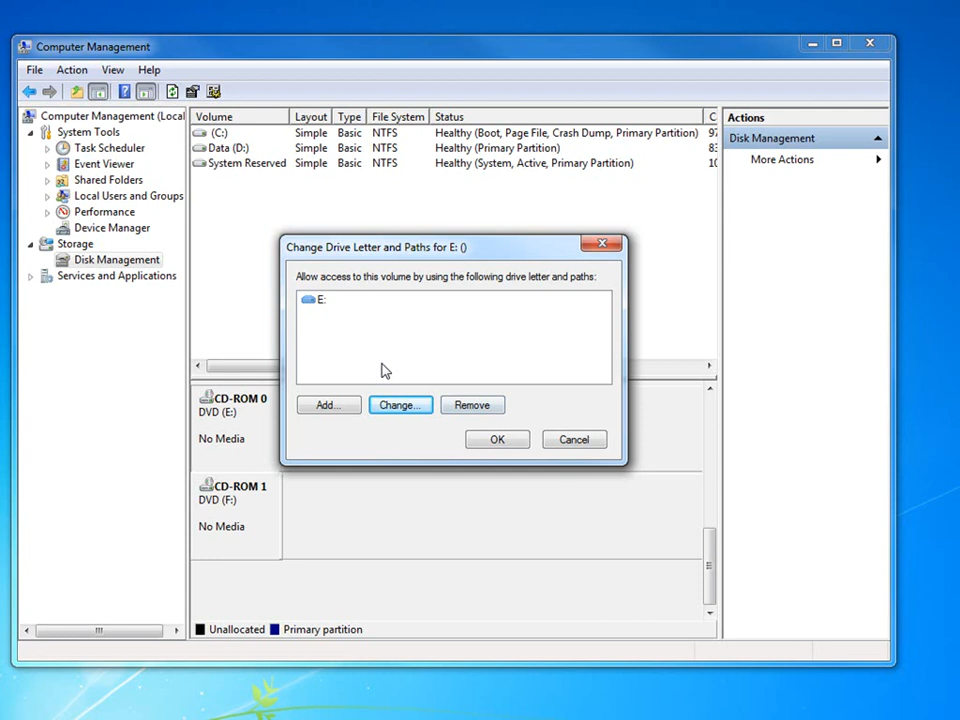 Computer Management
File Action View Help
Computer Management (Local
System Tools
Task Scheduler
Event Viewer
Shared Folders
Local Users and Groups
Performance
Device Manager
Storage
Disk Management
Services and Applications
Volume Layout Type File System Status C
(C:) Simple Basic NTFS Healthy (Boot, Page File, Crash Dump, Primary Partition) 97
Data (D:) Simple Basic NTFS Healthy (Primary Partition) 83
System Reserved Simple Basic NTFS Healthy (System, Active, Primary Partition) 10
Actions
Disk Management
More Actions
Change Drive Letter and Paths for E: ()
Allow access to this volume by using the following drive letter and paths:
E:
Add... Change... Remove
OK Cancel
CD-ROM 0
DVD (E:)
No Media
CD-ROM 1
DVD (F:)
No Media
Unallocated Primary partition